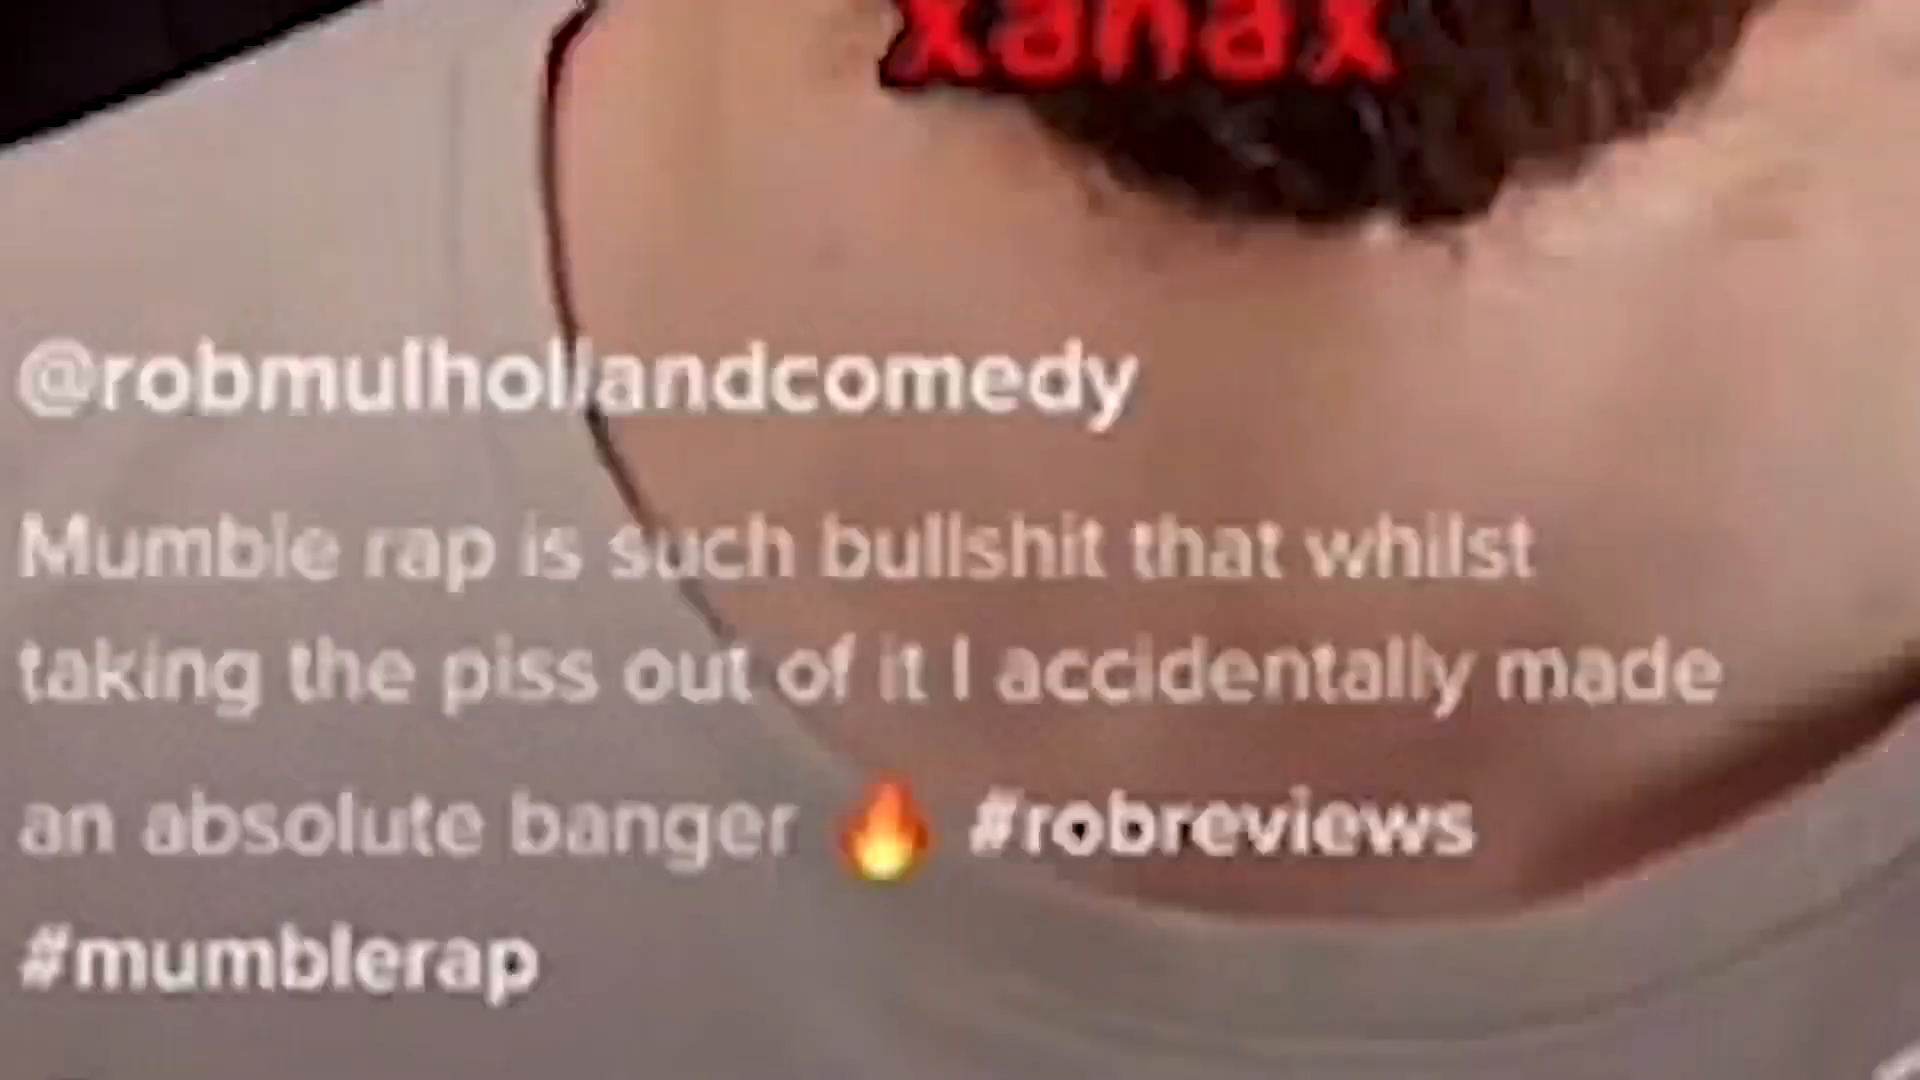 xanax
@robmulhollandcomedy
Mumble rap is such bullshit that whilst
taking the piss out of it I accidentally made
an absolute banger 🔥 #robreviews
#mumblerap